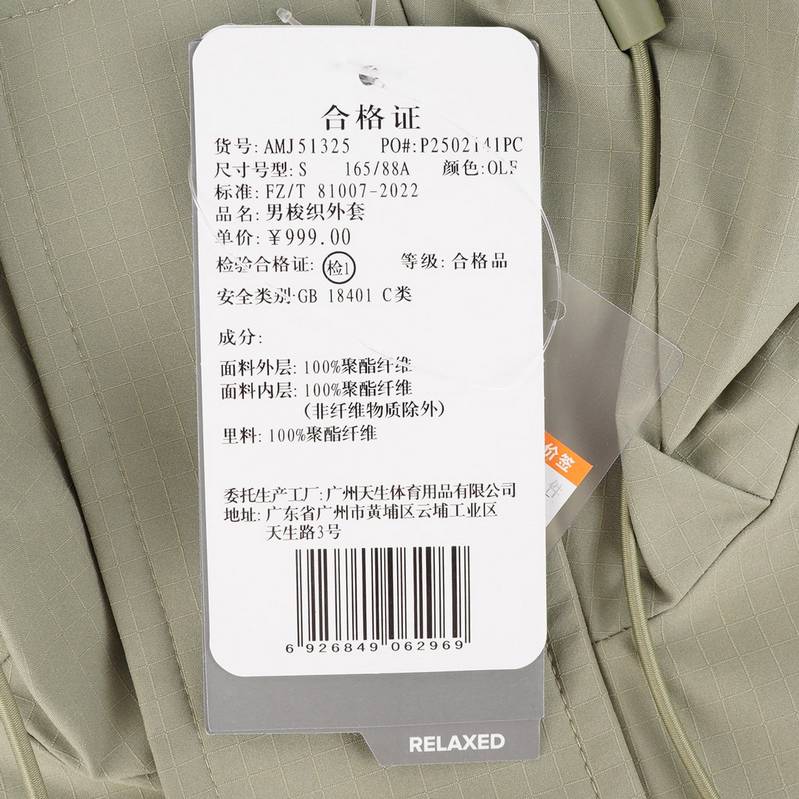 合格证
货号: AMJ51325 PO#: P2502141PC
尺寸号型: S 165/88A 颜色: OLF
标准: FZ/T 81007-2022
品名: 男梭织外套
单价: ¥999.00
检验合格证: 检1 等级: 合格品
安全类别: GB 18401 C类
成分:
面料外层: 100%聚酯纤维
面料内层: 100%聚酯纤维
(非纤维物质除外)
里料: 100%聚酯纤维
价签
件
委托生产工厂: 广州天生体育用品有限公司
地址: 广东省广州市黄埔区云埔工业区
天生路3号
6 926849 062969
RELAXED